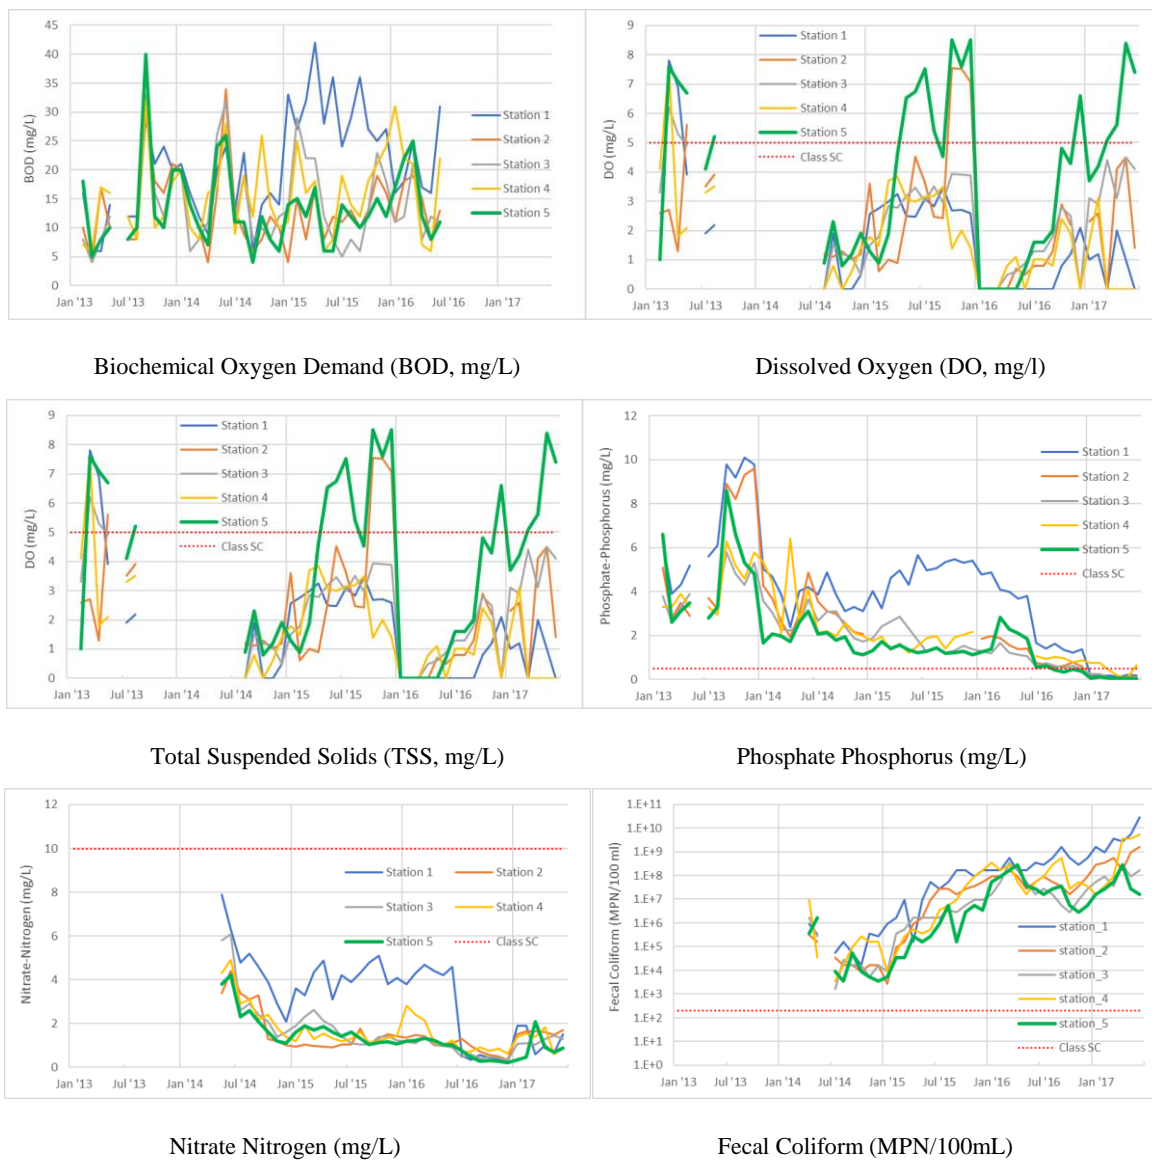 45
40
35
30
25
20
15
10
5
0
BOD (mg/L)
Station 1
Station 2
Station 3
Station 4
Station 5
Jan '13
Jul '13
Jan '14
Jul '14
Jan '15
Jul '15
Jan '16
Jul '16
Jan '17
9
8
7
6
5
4
3
2
1
0
DO (mg/L)
Station 1
Station 2
Station 3
Station 4
Station 5
Class SC
Jan '13
Jul '13
Jan '14
Jul '14
Jan '15
Jul '15
Jan '16
Jul '16
Jan '17
Biochemical Oxygen Demand (BOD, mg/L)
Dissolved Oxygen (DO, mg/l)
9
8
7
6
5
4
3
2
1
0
DO (mg/L)
Station 1
Station 2
Station 3
Station 4
Station 5
Class SC
Jan '13
Jul '13
Jan '14
Jul '14
Jan '15
Jul '15
Jan '16
Jul '16
Jan '17
12
10
8
6
4
2
0
Phosphate-Phosphorus (mg/L)
Station 1
Station 2
Station 3
Station 4
Station 5
Class SC
Jan '13
Jul '13
Jan '14
Jul '14
Jan '15
Jul '15
Jan '16
Jul '16
Jan '17
Total Suspended Solids (TSS, mg/L)
Phosphate Phosphorus (mg/L)
12
10
8
6
4
2
0
Nitrate-Nitrogen (mg/L)
Station 1 Station 2
Station 3 Station 4
Station 5 Class SC
Jan '13
Jul '13
Jan '14
Jul '14
Jan '15
Jul '15
Jan '16
Jul '16
Jan '17
1.E+11
1.E+10
1.E+9
1.E+8
1.E+7
1.E+6
1.E+5
1.E+4
1.E+3
1.E+2
1.E+1
1.E+0
Fecal Coliform (MPN/100 ml)
station_1
station_2
station_3
station_4
station_5
Class SC
Jan '13
Jul '13
Jan '14
Jul '14
Jan '15
Jul '15
Jan '16
Jul '16
Jan '17
Nitrate Nitrogen (mg/L)
Fecal Coliform (MPN/100mL)